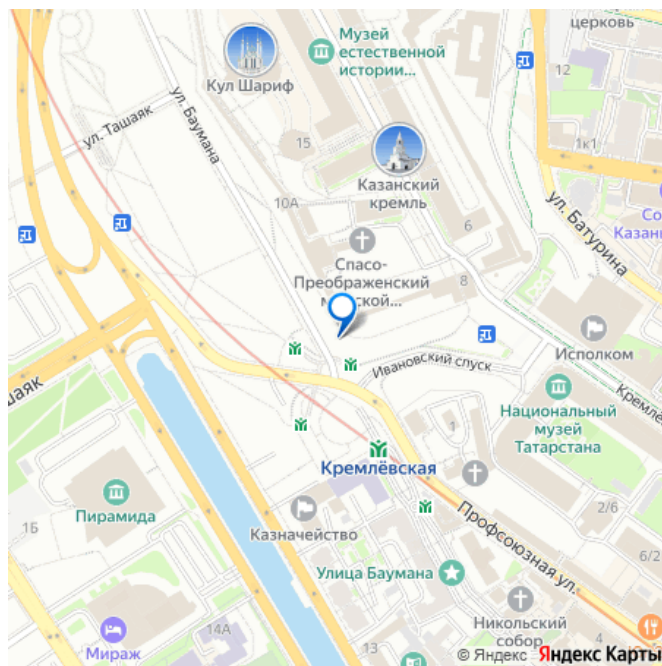 церковь
Музей
естественной
истории...
12
Кул Шариф
1к1
ул. Ташаяк
ул. Баумана
15
Казанский
кремль
ул. Батурина
10А
6
Спасо-
Преображенский
8
Исполком
Ивановский спуск
Национальный
музей
Татарстана
1
Кремлёвская
Пирамида
1Б
Казначейство
2/6
Профсоюзная ул.
6/2
Улица Баумана
Никольский
собор
Мираж
14А
13
© Яндекс Яндекс Карты